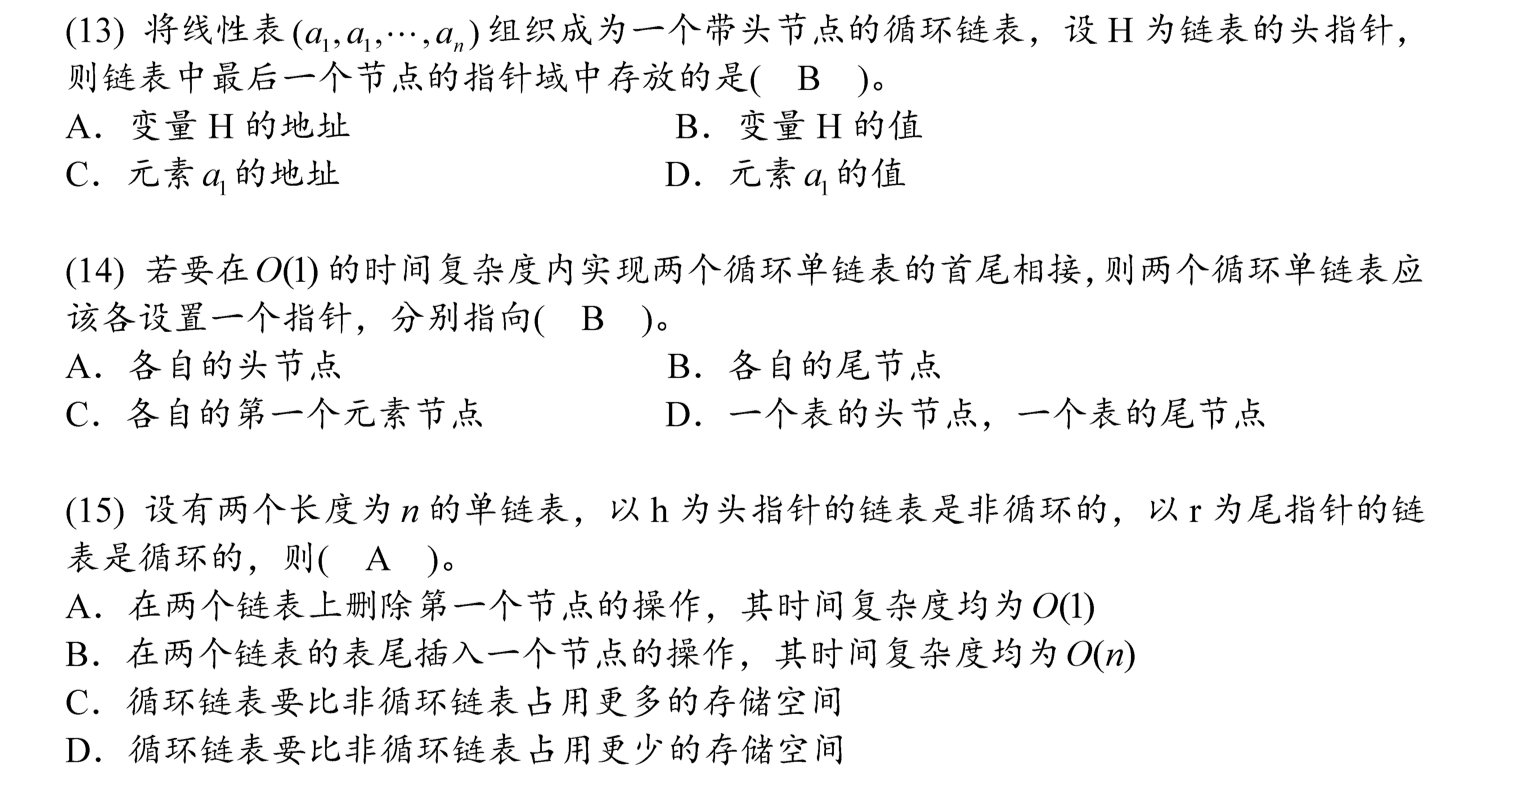 (13) 将线性表(a₁,a₁,⋯,aₙ)组织成为一个带头节点的循环链表，设 H 为链表的头指针，
则链表中最后一个节点的指针域中存放的是( B )。
A．变量 H 的地址 B．变量 H 的值
C．元素a₁的地址 D．元素a₁的值
(14) 若要在O(1)的时间复杂度内实现两个循环单链表的首尾相接,则两个循环单链表应
该各设置一个指针，分别指向( B )。
A．各自的头节点 B．各自的尾节点
C．各自的第一个元素节点 D．一个表的头节点，一个表的尾节点
(15) 设有两个长度为n的单链表，以 h 为头指针的链表是非循环的，以 r 为尾指针的链
表是循环的，则( A )。
A．在两个链表上删除第一个节点的操作，其时间复杂度均为O(1)
B．在两个链表的表尾插入一个节点的操作，其时间复杂度均为O(n)
C．循环链表要比非循环链表占用更多的存储空间
D．循环链表要比非循环链表占用更少的存储空间